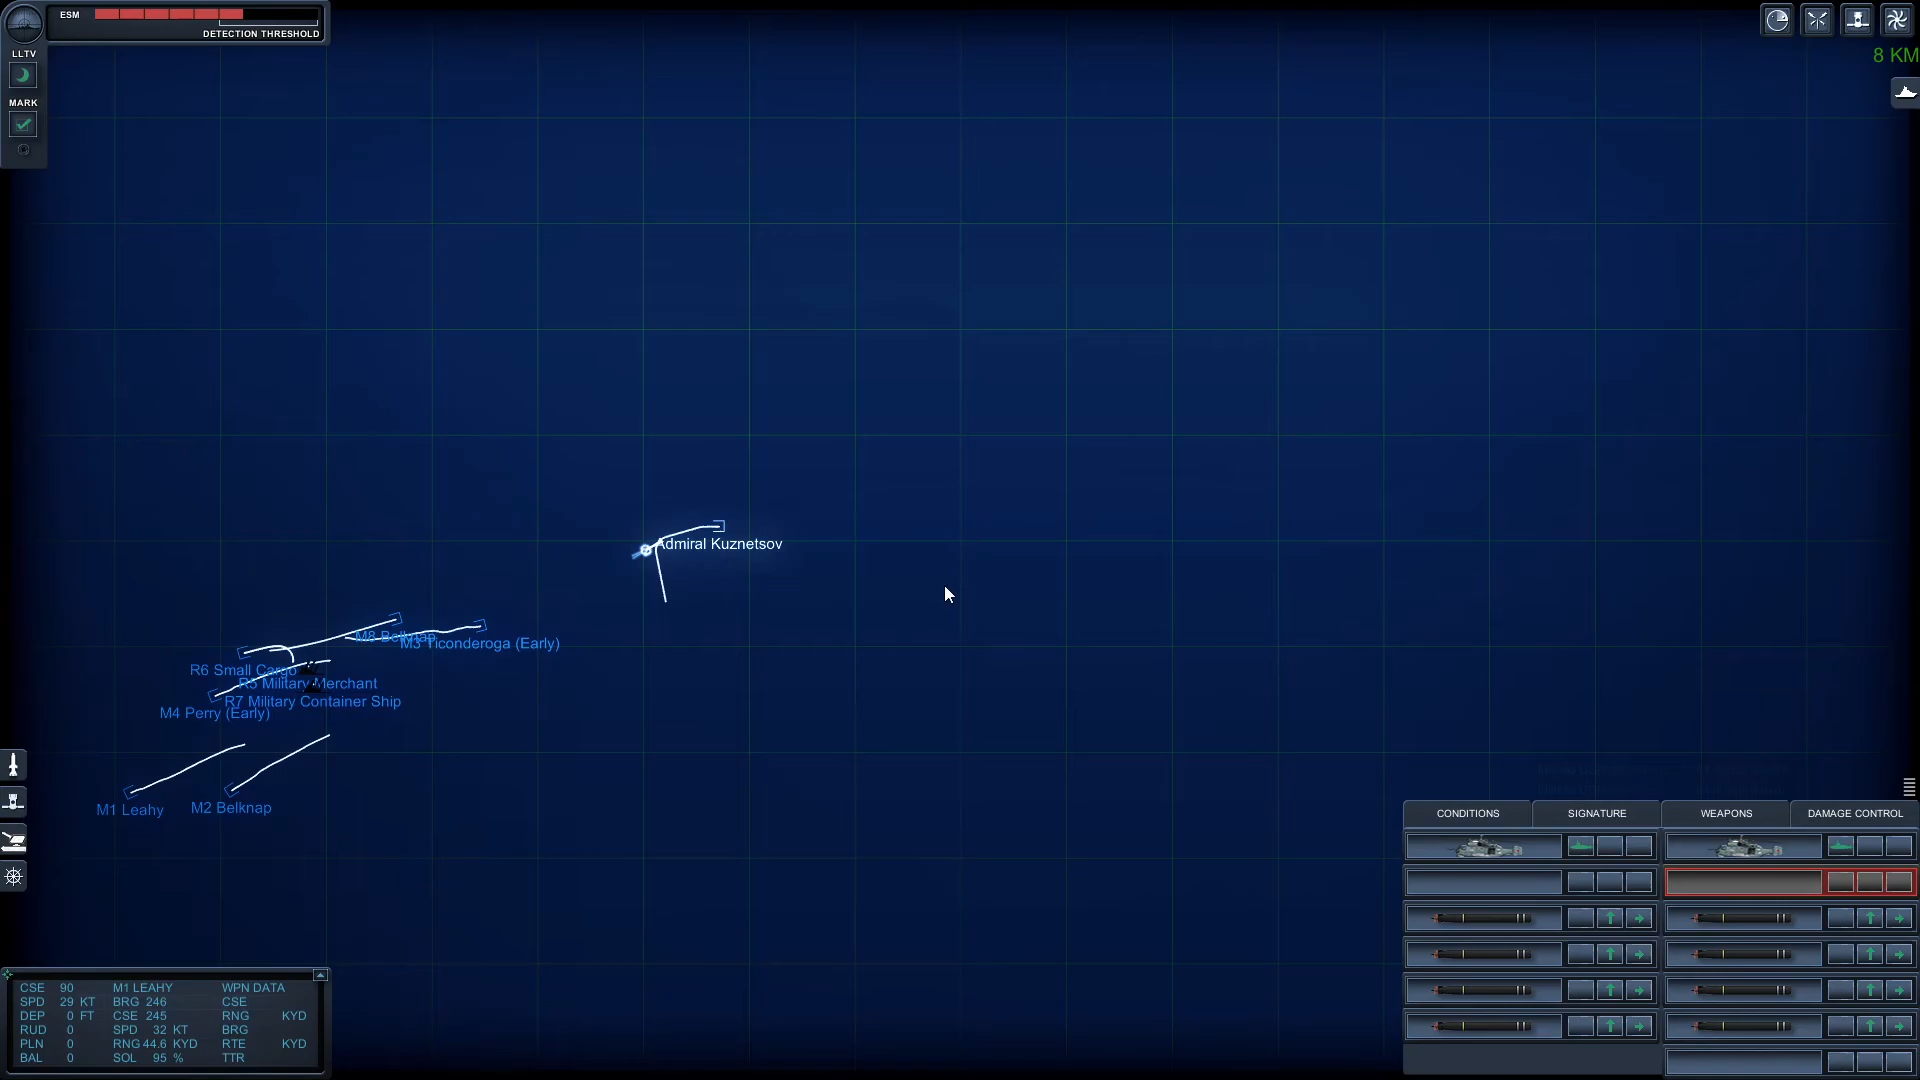 ESM
DETECTION THRESHOLD
LLTV
8 KM
MARK
Admiral Kuznetsov
M8 Belknap
M3 Ticonderoga (Early)
R6 Small Cargo
R5 Military Merchant
R7 Military Container Ship
M4 Perry (Early)
M1 Leahy
M2 Belknap
CONDITIONS SIGNATURE WEAPONS DAMAGE CONTROL
CSE 90 M1 LEAHY WPN DATA
SPD 29 KT BRG 246 CSE
DEP 0 FT CSE 245 RNG KYD
RUD 0 SPD 32 KT BRG
PLN 0 RNG 44.6 KYD RTE KYD
BAL 0 SOL 95 % TTR